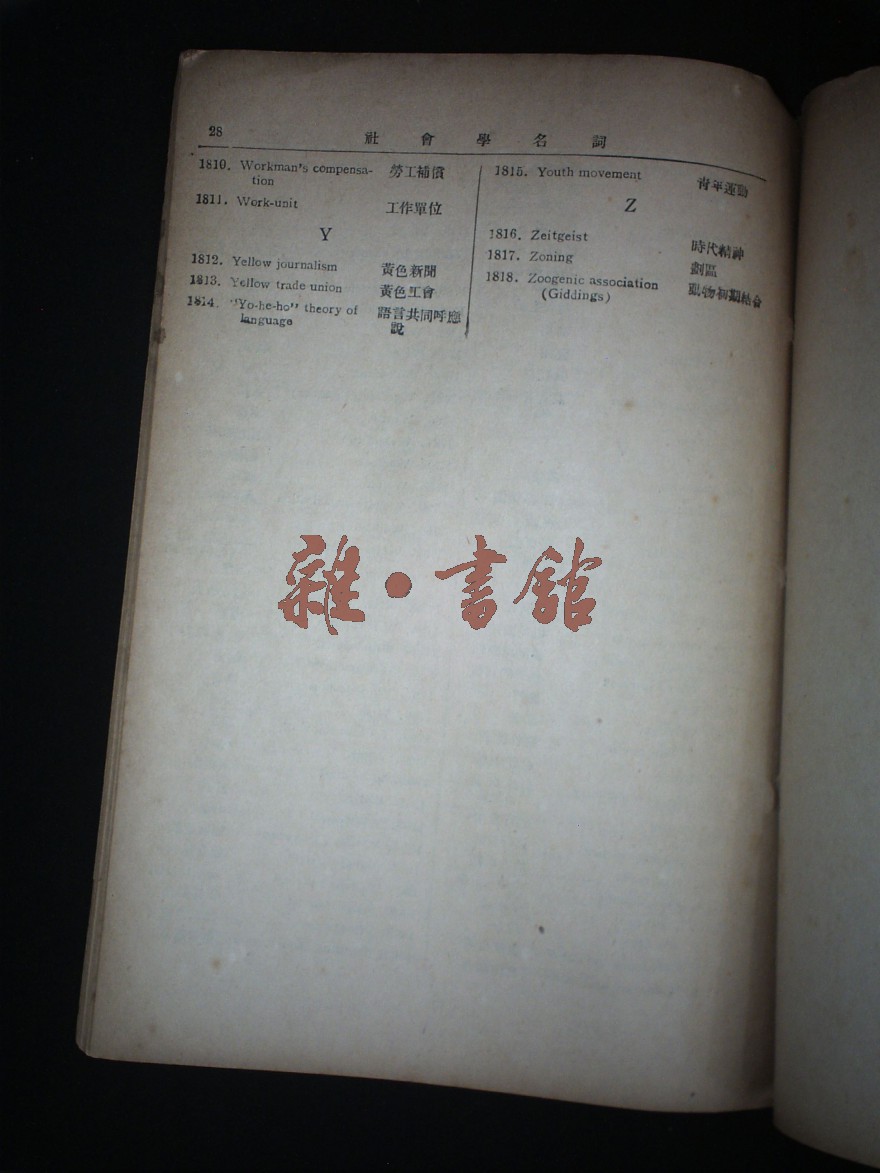 28
社會學名詞
1810. Workman's compensa- 勞工補償
tion
1811. Work-unit 工作單位
Y
1812. Yellow journalism 黃色新聞
1813. Yellow trade union 黃色工會
1814. "Yo-he-ho" theory of 語言共同呼應
language 說
1815. Youth movement 青年運動
Z
1816. Zeitgeist 時代精神
1817. Zoning 劃區
1818. Zoogenic association 動物初期結合
(Giddings)
雜·書館